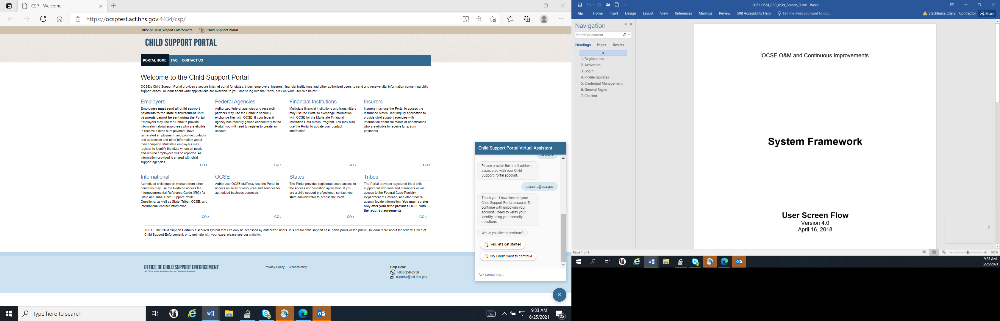 CSP - Welcome
https://ocsptest.acf.hhs.gov:4434/csp/
Office of Child Support Enforcement
Child Support Portal
CHILD SUPPORT PORTAL
PORTAL HOME
FAQ
CONTACT US
Welcome to the Child Support Portal
OCSE's Child Support Portal provides a secure Internet portal for states, tribes, employers, insurers, financial institutions and other authorized users to send and receive vital information concerning child
support cases. To learn about what applications are available to you, and to log into the Portal, click on your user role below.
Employers
Employers must send all child support
payments to the state disbursement unit;
payments cannot be sent using the Portal.
Employers may use the Portal to provide
information about employees who are eligible
to receive a lump sum payment, have
terminated employment, and provide contacts
and addresses and other information about
their company. Multistate employers may
register to identify the state where all newly
and rehired employees will be reported. All
information provided is shared with child
support agencies.
GO >
Federal Agencies
Authorized federal agencies and research
partners may use the Portal to securely
exchange files with OCSE. If your federal
agency has recently gained connectivity to the
Portal, you will need to register to create an
account.
GO >
Financial Institutions
Multistate financial institutions and transmitters
may use the Portal to exchange information
with OCSE for the Multistate Financial
Institution Data Match Program. You may also
use the Portal to update your contact
information.
GO >
Insurers
Insurers may use the Portal to access the
Insurance Match Debt Inquiry application to
provide child support agencies with
information about claimants or beneficiaries
who are eligible to receive lump sum
payments.
GO >
International
Authorized child support workers from other
countries may use the Portal to access the
Intergovernmental Reference Guide (IRG) for
State and Tribal Child Support Profile
Questions, as well as State, Tribal, OCSE, and
International contact information.
GO >
OCSE
Authorized OCSE staff may use the Portal to
access an array of resources and services for
authorized business purposes.
GO >
States
The Portal provides registered users access to
the Access and Visitation application. If you
are a child support professional, contact your
state administrator to access the Portal.
GO >
Tribes
The Portal provides registered tribal child
support caseworkers and managers online
access to the Federal Case Registry,
Department of Defense, and other federal
agency locate information. You may register
only after your tribe provides OCSE with
the required agreements.
GO >
NOTE: The Child Support Portal is a secured system that can only be accessed by authorized users. It is not for child support case participants or the public. To learn more about the federal Office of
Child Support Enforcement, or to get help with your case, please see our website.
OFFICE OF CHILD SUPPORT ENFORCEMENT
An Office of the Administration for Children & Families
Privacy Policy | Accessibility
Help Desk
1-800-258-2736
csportal@acf.hhs.gov
Child Support Portal Virtual Assistant
csiporta
Please provide the email address
associated with your Child
Support Portal account.
csiporta@ssa.gov
Thank you! I have located your
Child Support Portal account. To
continue with unlocking your
account, I need to verify your
identity using your security
questions.
Would you like to continue?
Yes, let's get started
No, I don't want to continue
Ask something...
Type here to search
9:33 AM
6/25/2021
22
2021-0624_CSP_USer_Screen_FLow - Word
File
Home
Insert
Design
Layout
View
References
Mailings
Review
508 Accessiblity Help
Tell me what you want to do...
Stachlinski, Cheryl Contractor
Share
Navigation
Search document
Headings
Pages
Results
1. Registration
2. Activation
3. Login
4. Profile Updates
5. Credential Management
6. General Pages
7. Chatbot
OCSE O&M and Continuous Improvements
System Framework
User Screen Flow
Version 4.0
April 16, 2018
Page 1 of 4
100%
9:33 AM
6/25/2021